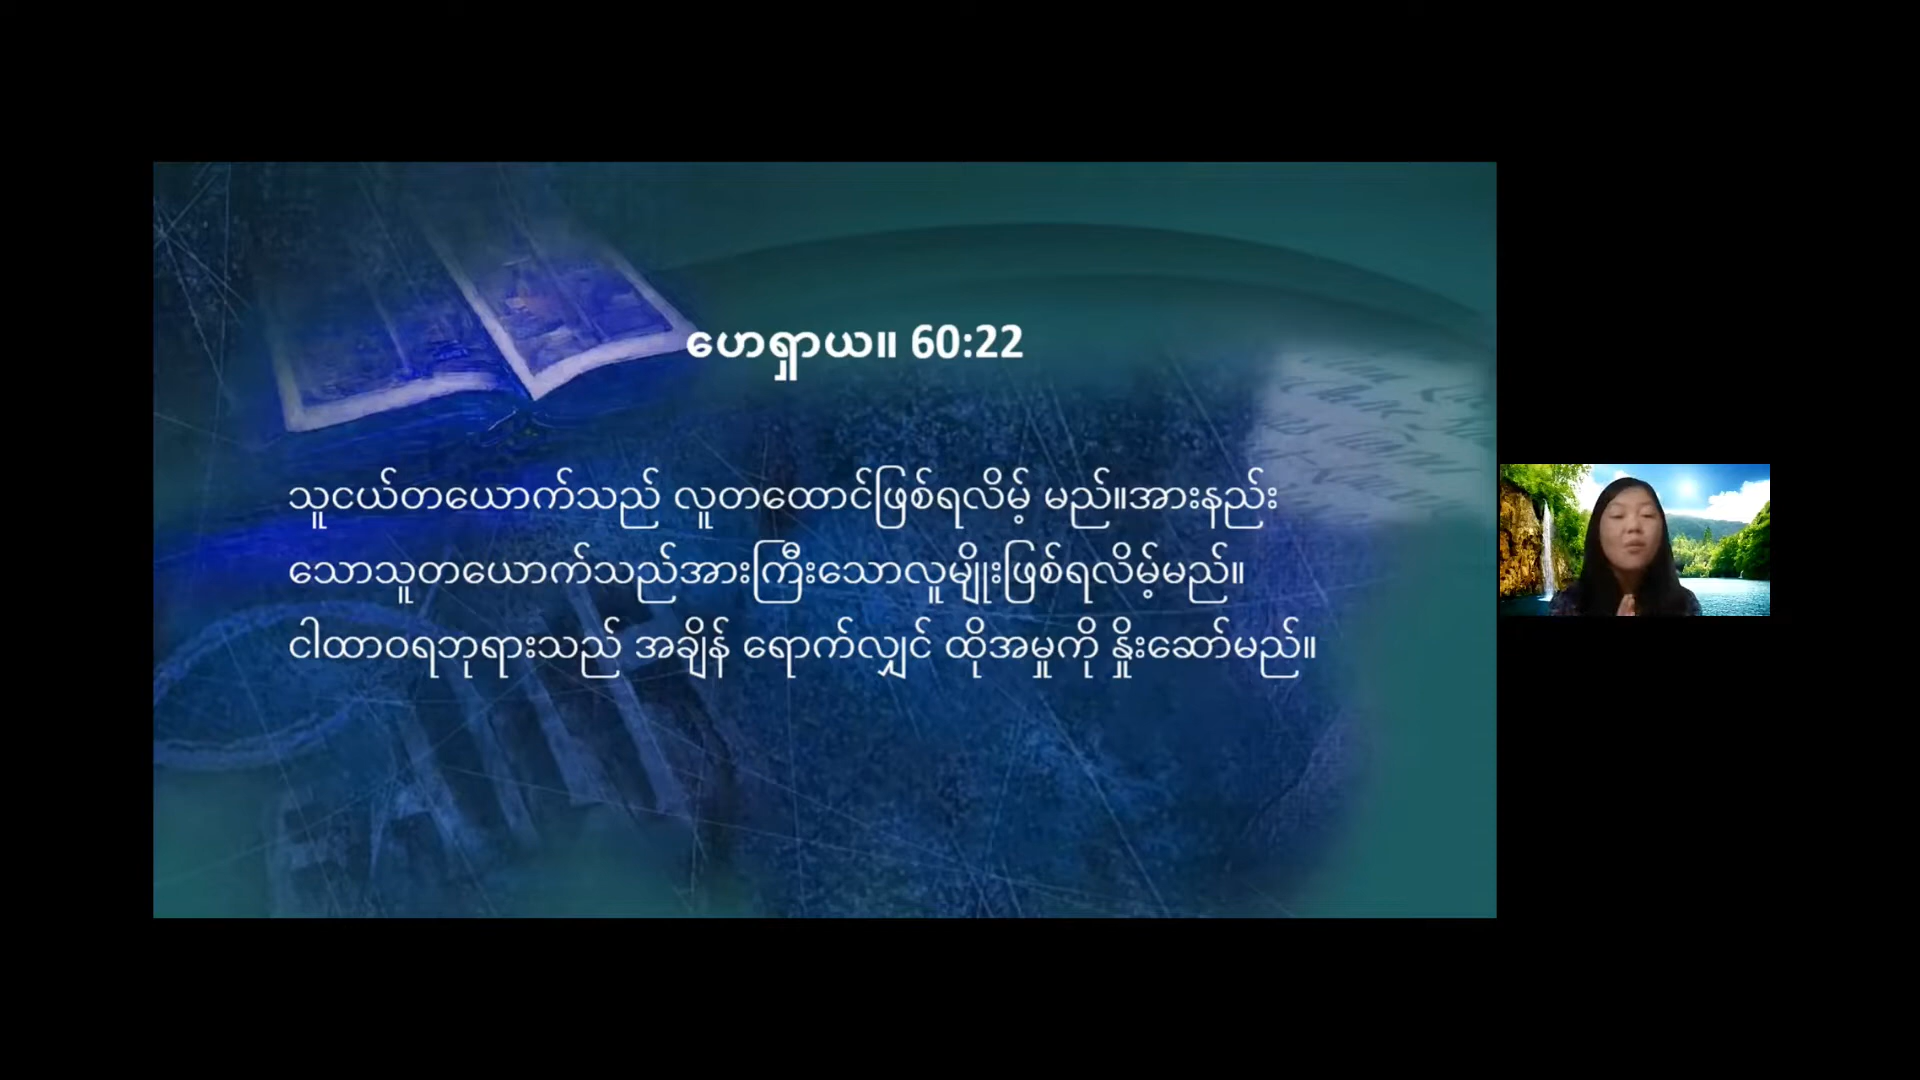 ဟေရှာယ။ 60:22
သူငယ်တယောက်သည် လူတထောင်ဖြစ်ရလိမ့် မည်။အားနည်း
သောသူတယောက်သည်အားကြီးသောလူမျိုးဖြစ်ရလိမ့်မည်။
ငါထာဝရဘုရားသည် အချိန် ရောက်လျှင် ထိုအမှုကို နှိုးဆော်မည်။
FAITH